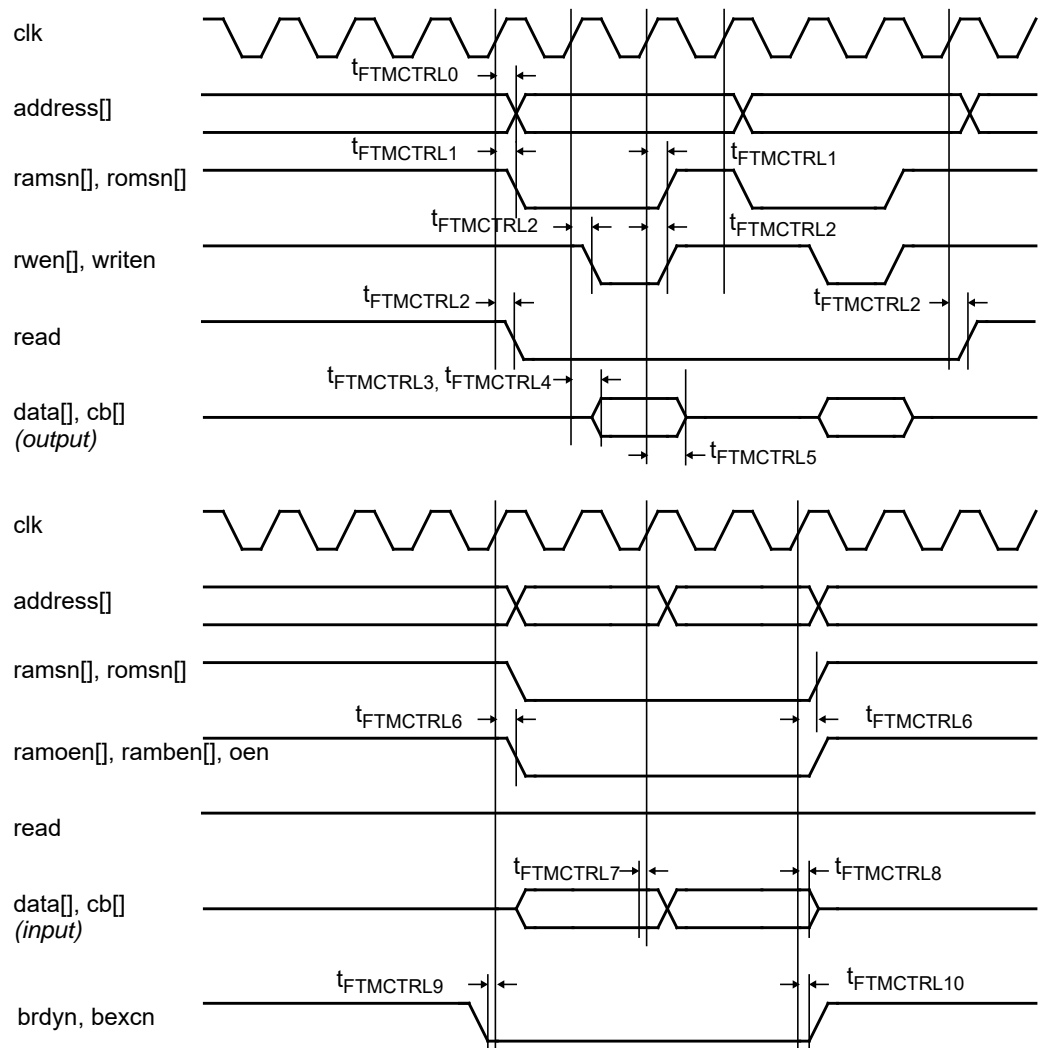 clk
tFTMCTRL0
address[]
tFTMCTRL1 tFTMCTRL1
ramsn[], romsn[]
tFTMCTRL2 tFTMCTRL2
rwen[], writen
tFTMCTRL2 tFTMCTRL2
read
tFTMCTRL3, tFTMCTRL4
data[], cb[]
(output)
tFTMCTRL5
clk
address[]
ramsn[], romsn[]
tFTMCTRL6 tFTMCTRL6
ramoen[], ramben[], oen
read
tFTMCTRL7 tFTMCTRL8
data[], cb[]
(input)
tFTMCTRL9 tFTMCTRL10
brdyn, bexcn